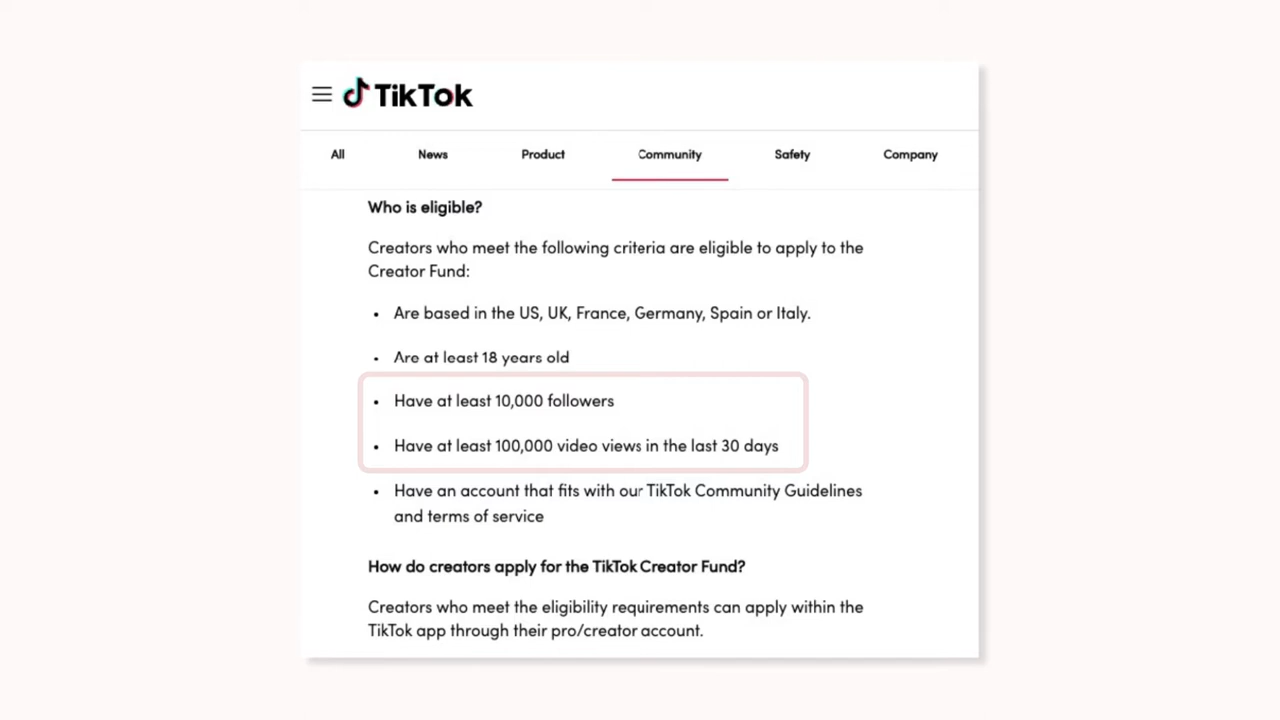 TikTok
All News Product Community Safety Company
Who is eligible?
Creators who meet the following criteria are eligible to apply to the
Creator Fund:
• Are based in the US, UK, France, Germany, Spain or Italy.
• Are at least 18 years old
• Have at least 10,000 followers
• Have at least 100,000 video views in the last 30 days
• Have an account that fits with our TikTok Community Guidelines
and terms of service
How do creators apply for the TikTok Creator Fund?
Creators who meet the eligibility requirements can apply within the
TikTok app through their pro/creator account.